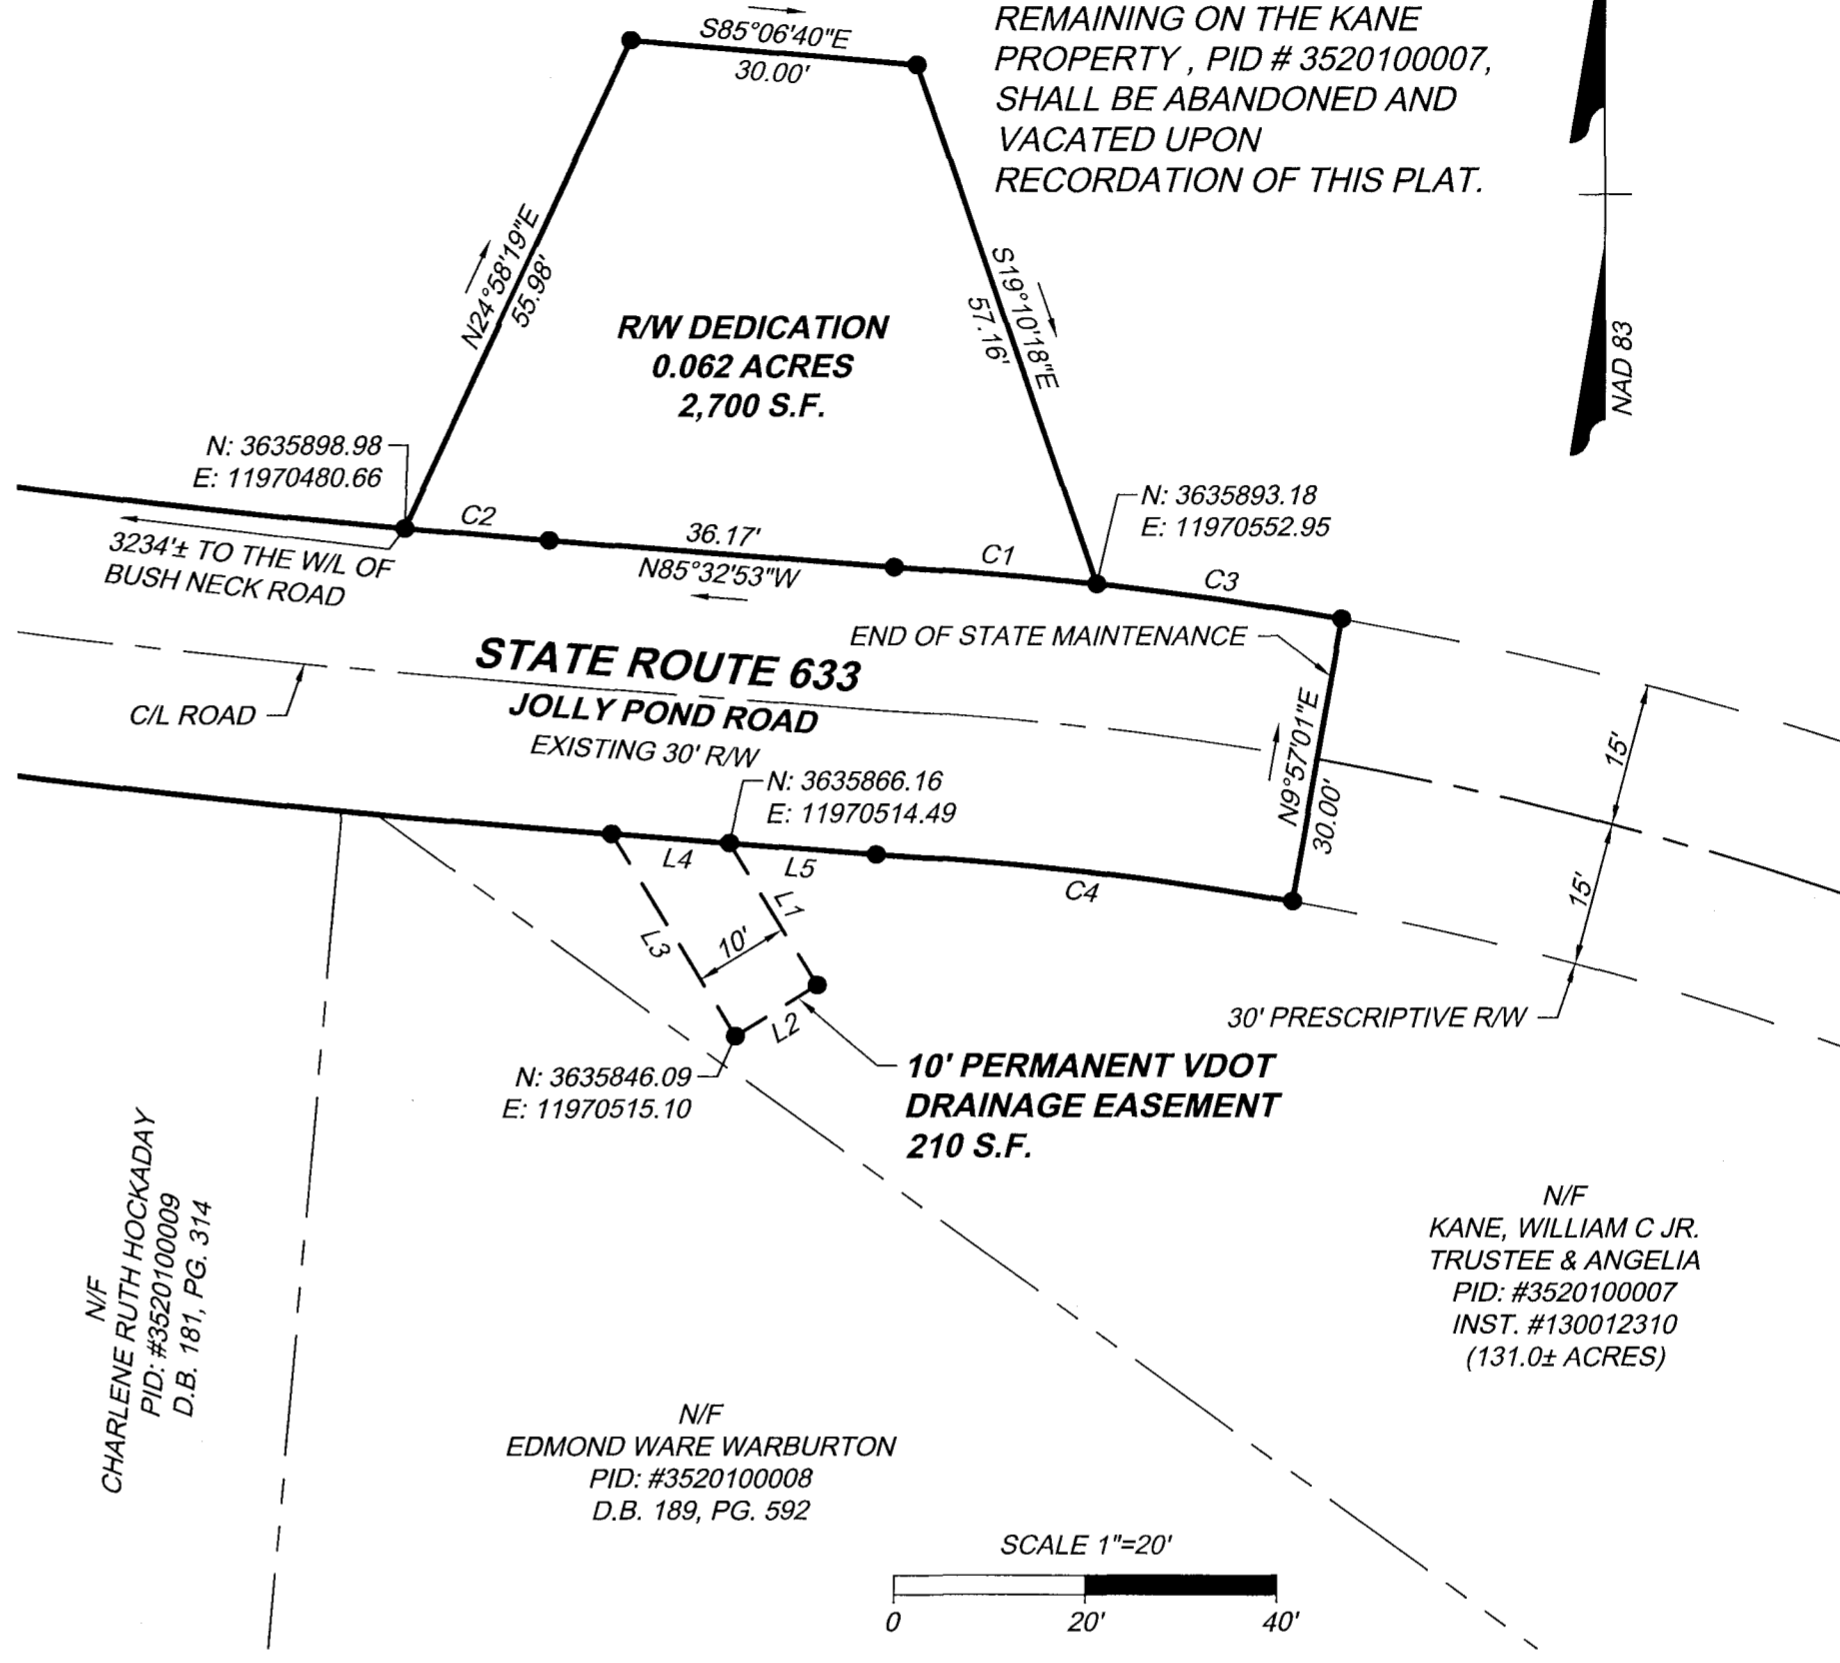 S85°06'40"E
30.00'
REMAINING ON THE KANE
PROPERTY , PID # 3520100007,
SHALL BE ABANDONED AND
VACATED UPON
RECORDATION OF THIS PLAT.
NAD 83
N24°58'19"E
55.98'
S19°10'18"E
57.16'
R/W DEDICATION
0.062 ACRES
2,700 S.F.
N: 3635898.98
E: 11970480.66
N: 3635893.18
E: 11970552.95
C2
36.17'
N85°32'53"W
C1
C3
3234'± TO THE W/L OF
BUSH NECK ROAD
END OF STATE MAINTENANCE
STATE ROUTE 633
JOLLY POND ROAD
EXISTING 30' R/W
C/L ROAD
N9°57'01"E
30.00'
15'
15'
N: 3635866.16
E: 11970514.49
L4
L5
C4
L1
L3
10'
L2
30' PRESCRIPTIVE R/W
N: 3635846.09
E: 11970515.10
10' PERMANENT VDOT
DRAINAGE EASEMENT
210 S.F.
N/F
CHARLENE RUTH HOCKADAY
PID: #3520100009
D.B. 181, PG. 314
N/F
KANE, WILLIAM C JR.
TRUSTEE & ANGELIA
PID: #3520100007
INST. #130012310
(131.0± ACRES)
N/F
EDMOND WARE WARBURTON
PID: #3520100008
D.B. 189, PG. 592
SCALE 1"=20'
0
20'
40'